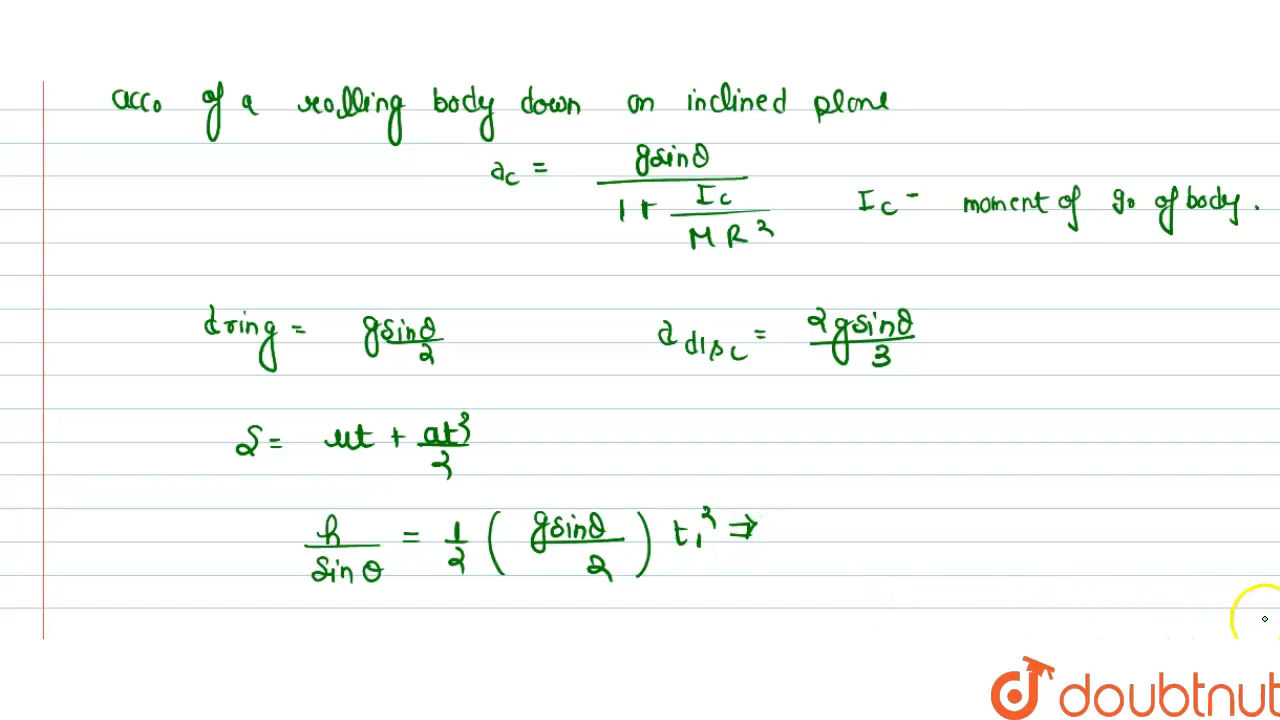 acc. of a rolling body down an inclined plane
a_c = g sinθ / (1 + I_c / MR²)    I_c - moment of I. of body.
a_ring = g sinθ / 2    a_disc = 2g sinθ / 3
S = ut + at² / 2
h / sinθ = 1/2 (g sinθ / 2) t₁² ⇒
doubtnut